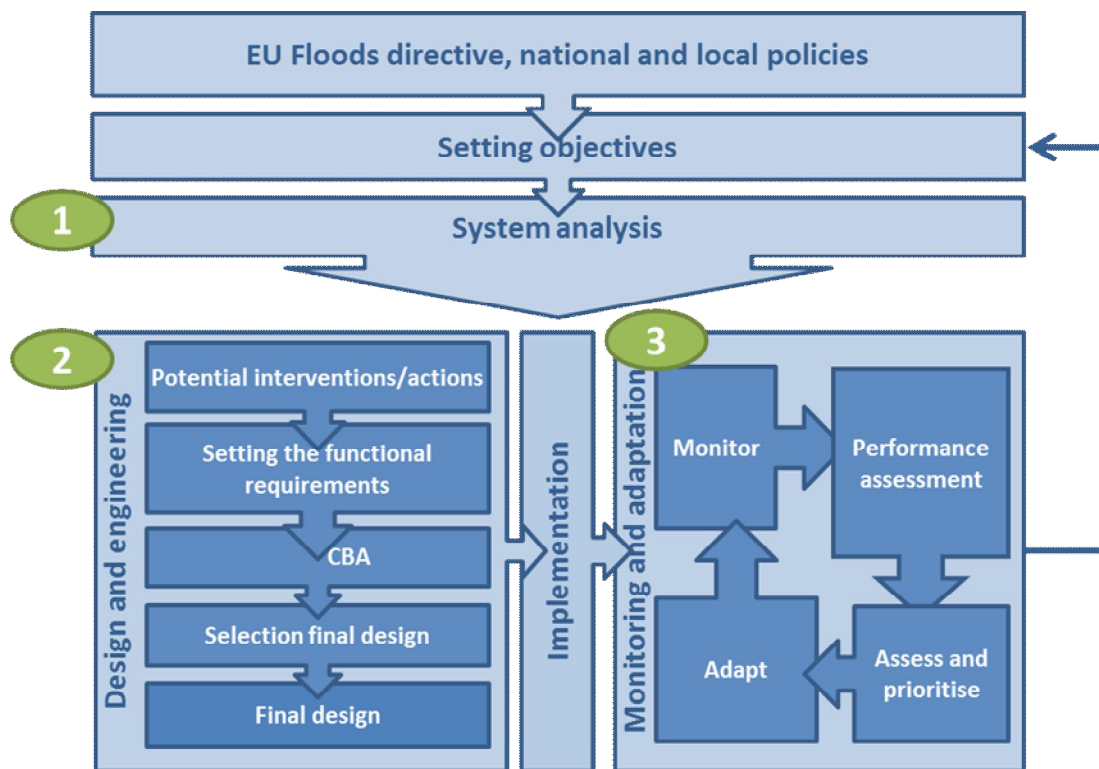 EU Floods directive, national and local policies
Setting objectives
1
System analysis
2
Design and engineering
Potential interventions/actions
Setting the functional
requirements
CBA
Selection final design
Final design
Implementation
3
Monitoring and adaptation
Monitor
Performance
assessment
Adapt
Assess and
prioritise